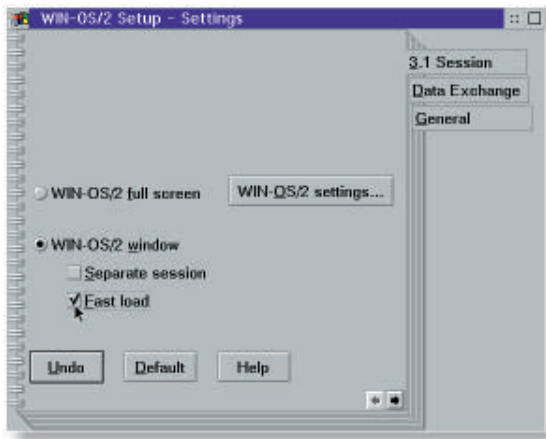 WIN-OS/2 Setup - Settings
3.1 Session
Data Exchange
General
WIN-OS/2 full screen
WIN-OS/2 settings...
WIN-OS/2 window
Separate session
Fast load
Undo
Default
Help